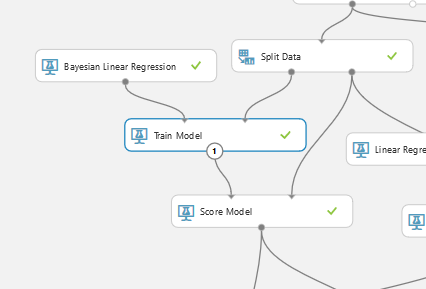 Split Data
Bayesian Linear Regression
Train Model
1
Linear Regre
Score Model